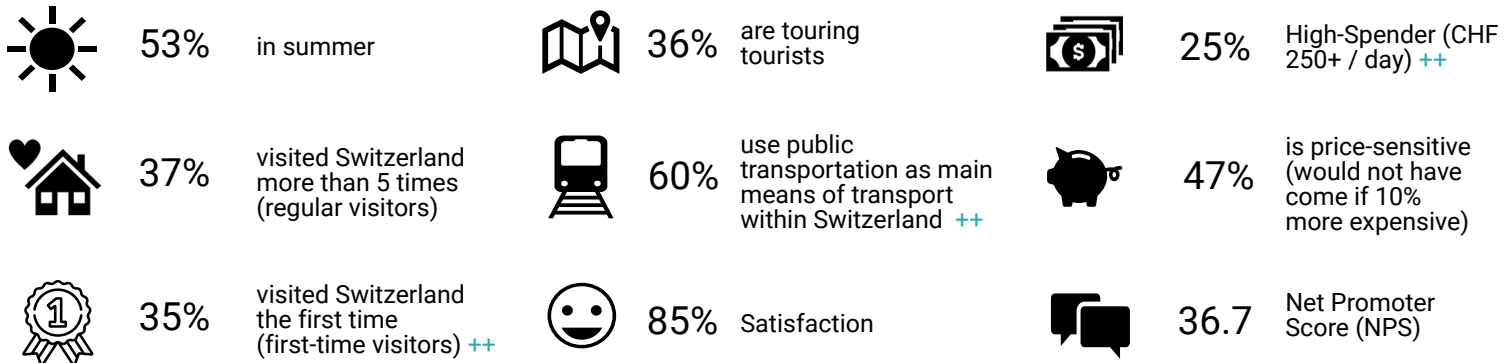 53%
in summer
36%
are touring
tourists
$
25%
High-Spender (CHF
250+ / day) ++
37%
visited Switzerland
more than 5 times
(regular visitors)
60%
use public
transportation as main
means of transport
within Switzerland ++
47%
is price-sensitive
(would not have
come if 10%
more expensive)
1
35%
visited Switzerland
the first time
(first-time visitors) ++
85%
Satisfaction
36.7
Net Promoter
Score (NPS)